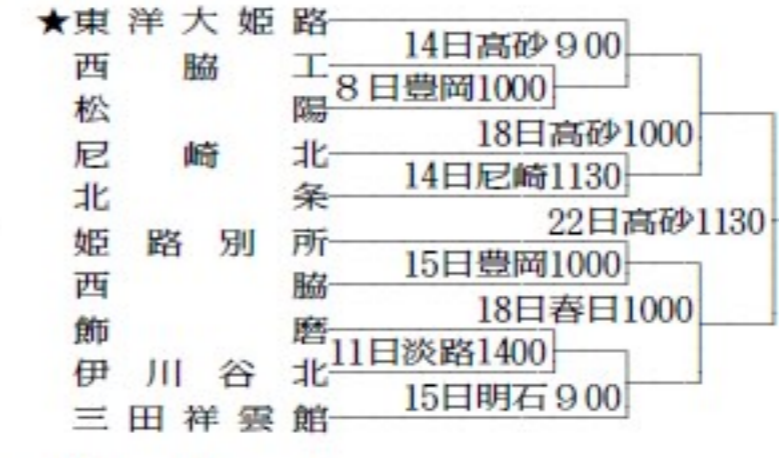 ★東洋大姫路
14日高砂９00
西脇工
8日豊岡1000
松陽
18日高砂1000
尼崎北
14日尼崎1130
北条
22日高砂1130
姫路別所
15日豊岡1000
西脇
18日春日1000
飾磨
11日淡路1400
伊川谷北
15日明石９00
三田祥雲館